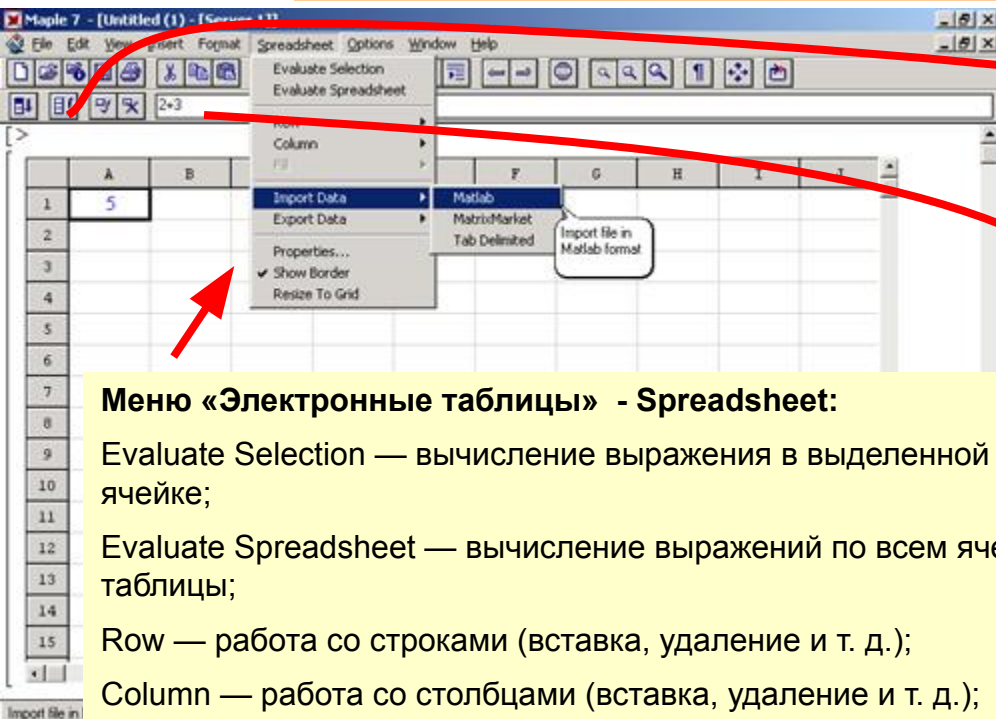 Maple 7 - [Untitled (1) - [Server 1]]
File Edit View Insert Format Spreadsheet Options Window Help
Evaluate Selection
Evaluate Spreadsheet
2+3
Row
Column
Fill
A B F G H I J
Import Data
Matlab
1 5
Export Data
MatrixMarket
Import file in
Matlab format
2
Tab Delimited
Properties...
3
Show Border
4
Resize To Grid
5
6
7
Меню «Электронные таблицы» - Spreadsheet:
8
9
Evaluate Selection — вычисление выражения в выделенной
10
ячейке;
11
12
Evaluate Spreadsheet — вычисление выражений по всем яче
13
таблицы;
14
15
Row — работа со строками (вставка, удаление и т. д.);
Column — работа со столбцами (вставка, удаление и т. д.);
Import file in